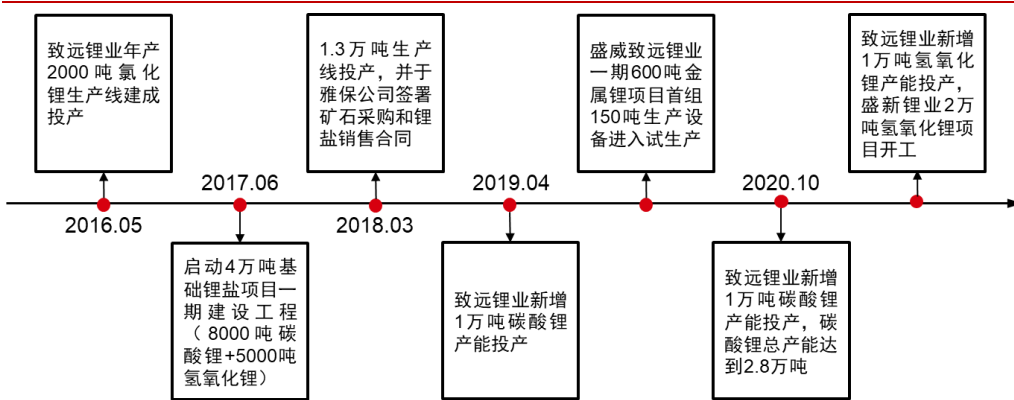 致远锂业年产
2000吨氯化
锂生产线建成
投产
2016.05
2017.06
启动4万吨基
础锂盐项目一
期建设工程
（8000吨碳
酸锂+5000吨
氢氧化锂）
1.3万吨生产
线投产，并于
雅保公司签署
矿石采购和锂
盐销售合同
2018.03
2019.04
致远锂业新增
1万吨碳酸锂
产能投产
盛威致远锂业
一期600吨金
属锂项目首组
150吨生产设
备进入试生产
2020.10
致远锂业新增
1万吨碳酸锂
产能投产，碳
酸锂总产能达
到2.8万吨
致远锂业新增
1万吨氢氧化
锂产能投产，
盛新锂业2万
吨氢氧化锂项
目开工